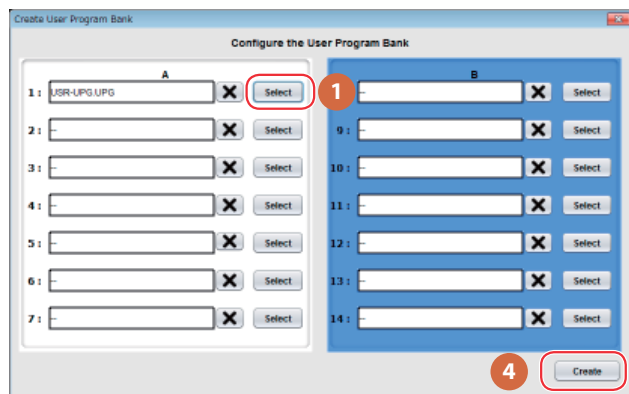 Create User Program Bank
Configure the User Program Bank
A
1 : USR-UPG.UPG Select
2 : -- Select
3 : -- Select
4 : -- Select
5 : -- Select
6 : -- Select
7 : -- Select
1
B
-- Select
9 : -- Select
10 : -- Select
11 : -- Select
12 : -- Select
13 : -- Select
14 : -- Select
4 Create